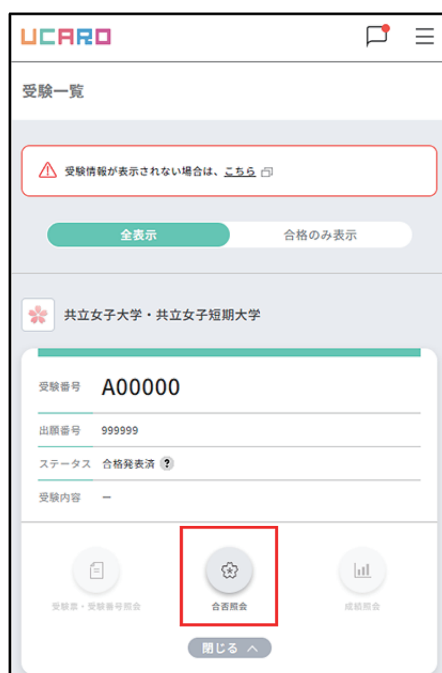 UCARO
受験一覧
受験情報が表示されない場合は、こちら
全表示 合格のみ表示
共立女子大学・共立女子短期大学
受験番号 A00000
出願番号 999999
ステータス 合格発表済 ?
受験内容 ー
受験票・受験番号照会 合否照会 成績照会
閉じる